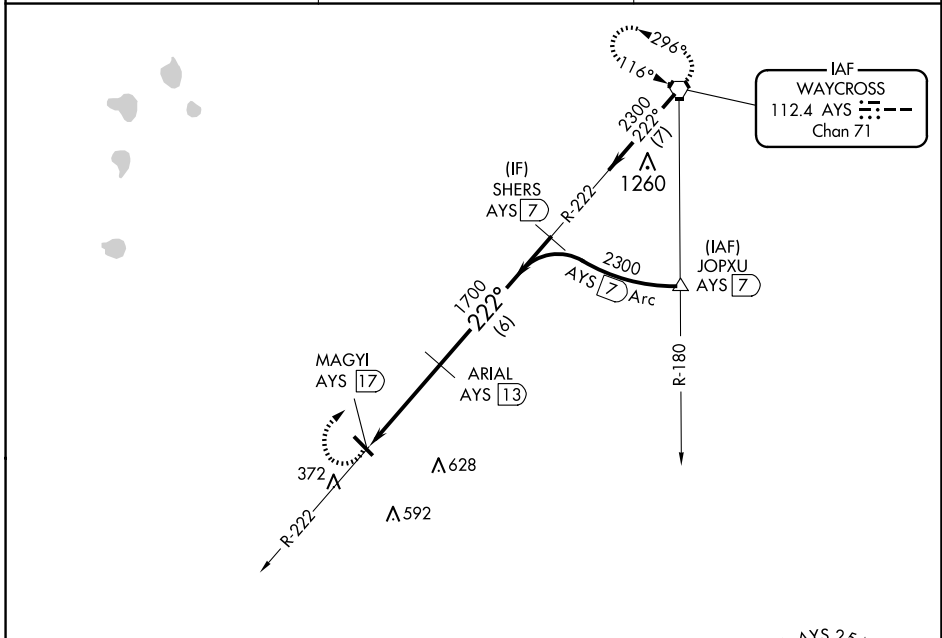 296°
116°
IAF
WAYCROSS
112.4 AYS
Chan 71
2300
222°
(7)
1260
(IF)
SHERS
AYS 7
R-222
2300
AYS 7 Arc
(IAF)
JOPXU
AYS 7
1700
222°
(6)
R-180
MAGYI
AYS 17
ARIAL
AYS 13
372
628
592
R-222